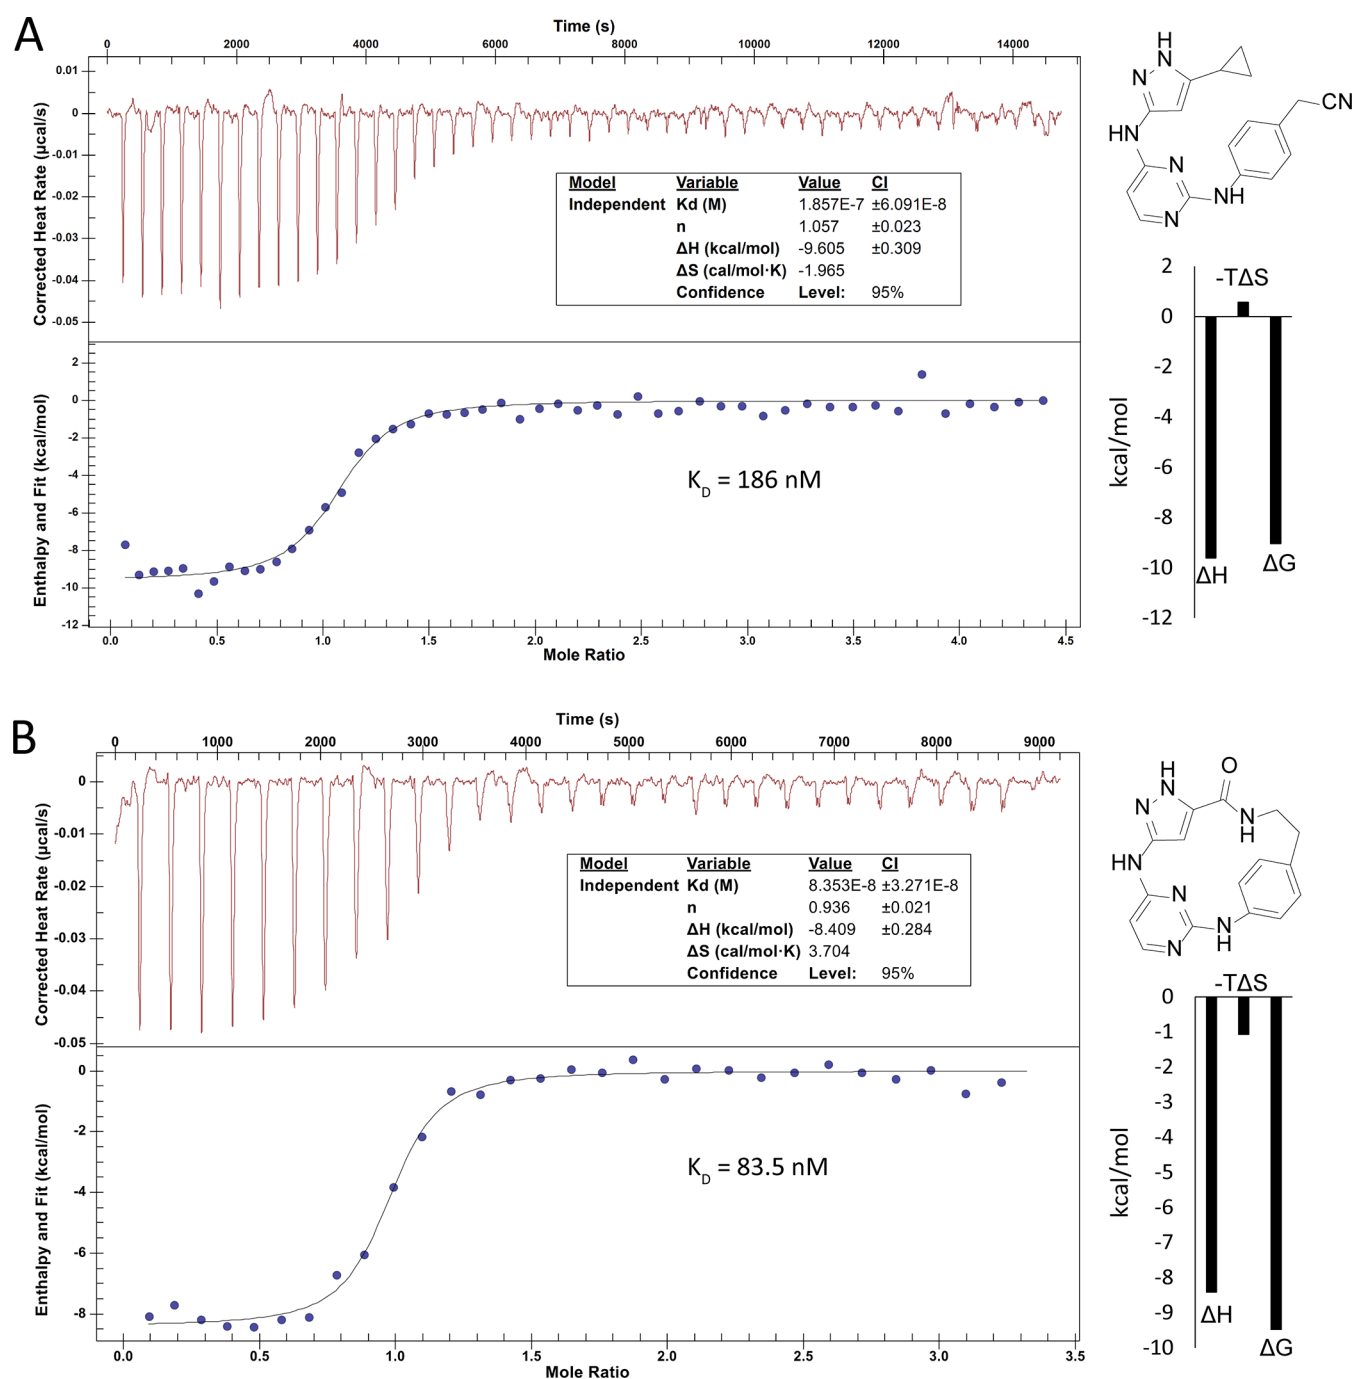 A
Time (s)
0 2000 4000 6000 8000 10000 12000 14000
Corrected Heat Rate (µcal/s)
0.01
0
-0.01
-0.02
-0.03
-0.04
-0.05
Model Variable Value CI
Independent Kd (M) 1.857E-7 ±6.091E-8
n 1.057 ±0.023
ΔH (kcal/mol) -9.605 ±0.309
ΔS (cal/mol·K) -1.965
Confidence Level: 95%
Enthalpy and Fit (kcal/mol)
2
0
-2
-4
-6
-8
-10
-12
K_D = 186 nM
0.0 0.5 1.0 1.5 2.0 2.5 3.0 3.5 4.0 4.5
Mole Ratio
H
N
N
CN
HN
N
N
NH
2
0
-2
-4
-6
-8
-10
-12
kcal/mol
-TΔS
ΔH
ΔG
B
Time (s)
0 1000 2000 3000 4000 5000 6000 7000 8000 9000
Corrected Heat Rate (µcal/s)
0
-0.01
-0.02
-0.03
-0.04
-0.05
Model Variable Value CI
Independent Kd (M) 8.353E-8 ±3.271E-8
n 0.936 ±0.021
ΔH (kcal/mol) -8.409 ±0.284
ΔS (cal/mol·K) 3.704
Confidence Level: 95%
Enthalpy and Fit (kcal/mol)
0
-2
-4
-6
-8
K_D = 83.5 nM
0.0 0.5 1.0 1.5 2.0 2.5 3.0 3.5
Mole Ratio
H
N
N
O
N
H
HN
N
N
N
H
-TΔS
0
-1
-2
-3
-4
-5
-6
-7
-8
-9
-10
kcal/mol
ΔH
ΔG